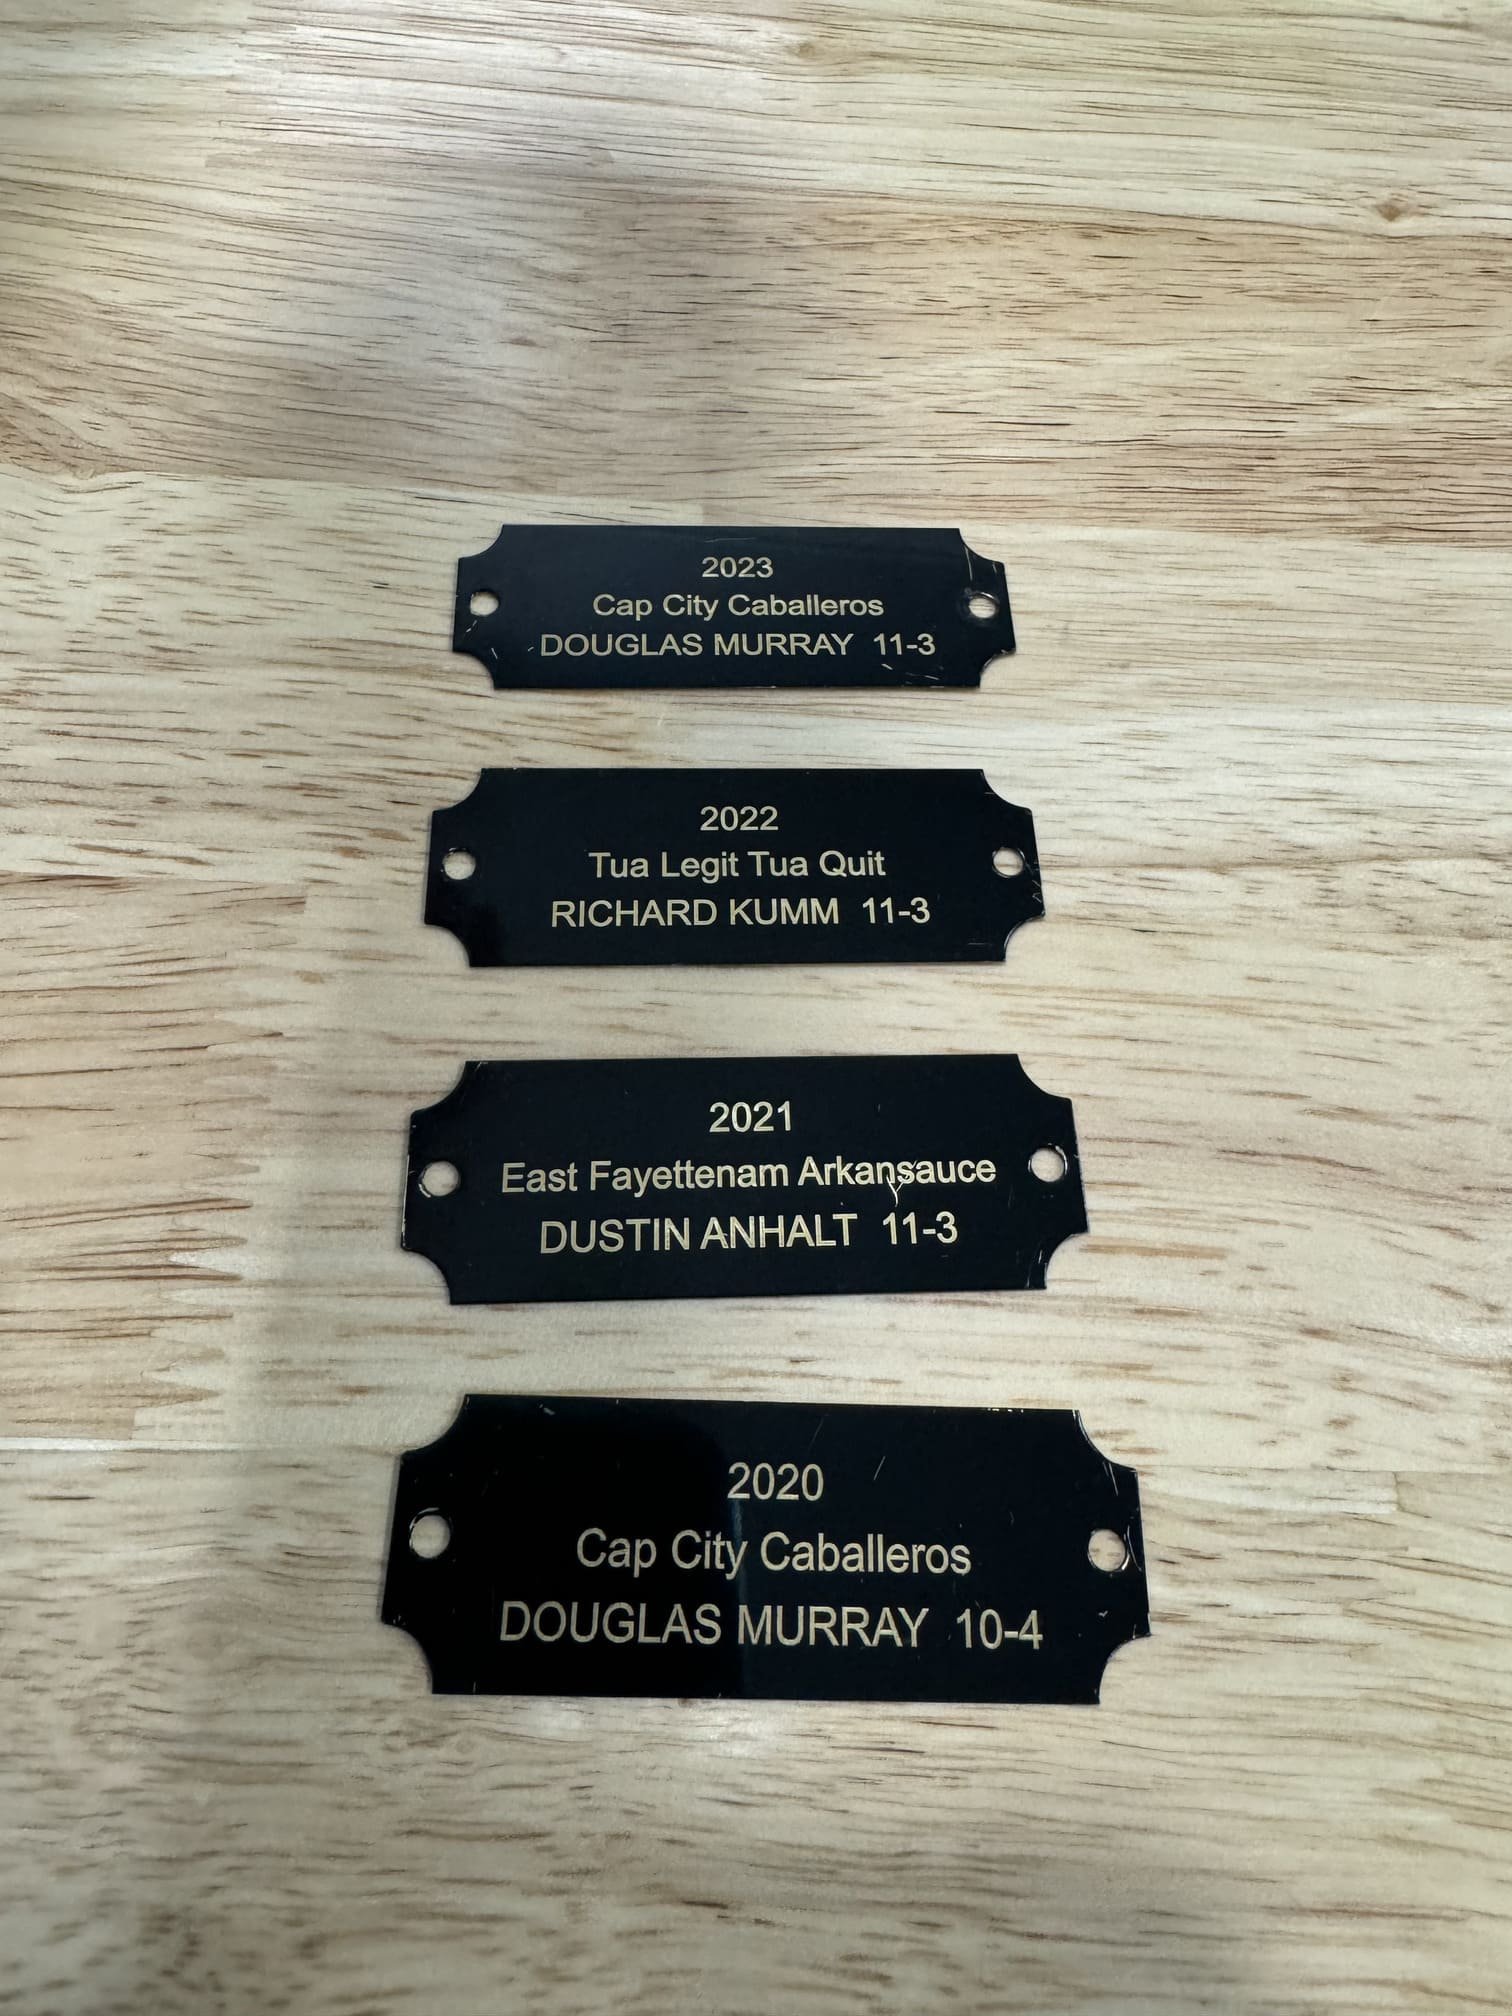 2023
Cap City Caballeros
DOUGLAS MURRAY 11-3
2022
Tua Legit Tua Quit
RICHARD KUMM 11-3
2021
East Fayettenam Arkansauce
DUSTIN ANHALT 11-3
2020
Cap City Caballeros
DOUGLAS MURRAY 10-4